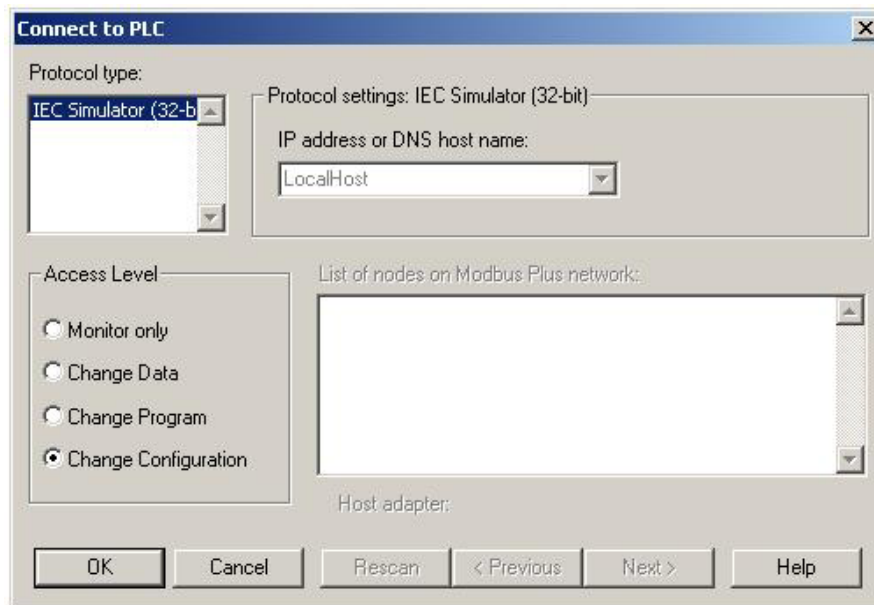 Connect to PLC
Protocol type:
IEC Simulator (32-b
Protocol settings: IEC Simulator (32-bit)
IP address or DNS host name:
LocalHost
Access Level
Monitor only
Change Data
Change Program
Change Configuration
List of nodes on Modbus Plus network:
Host adapter:
OK Cancel Rescan < Previous Next > Help